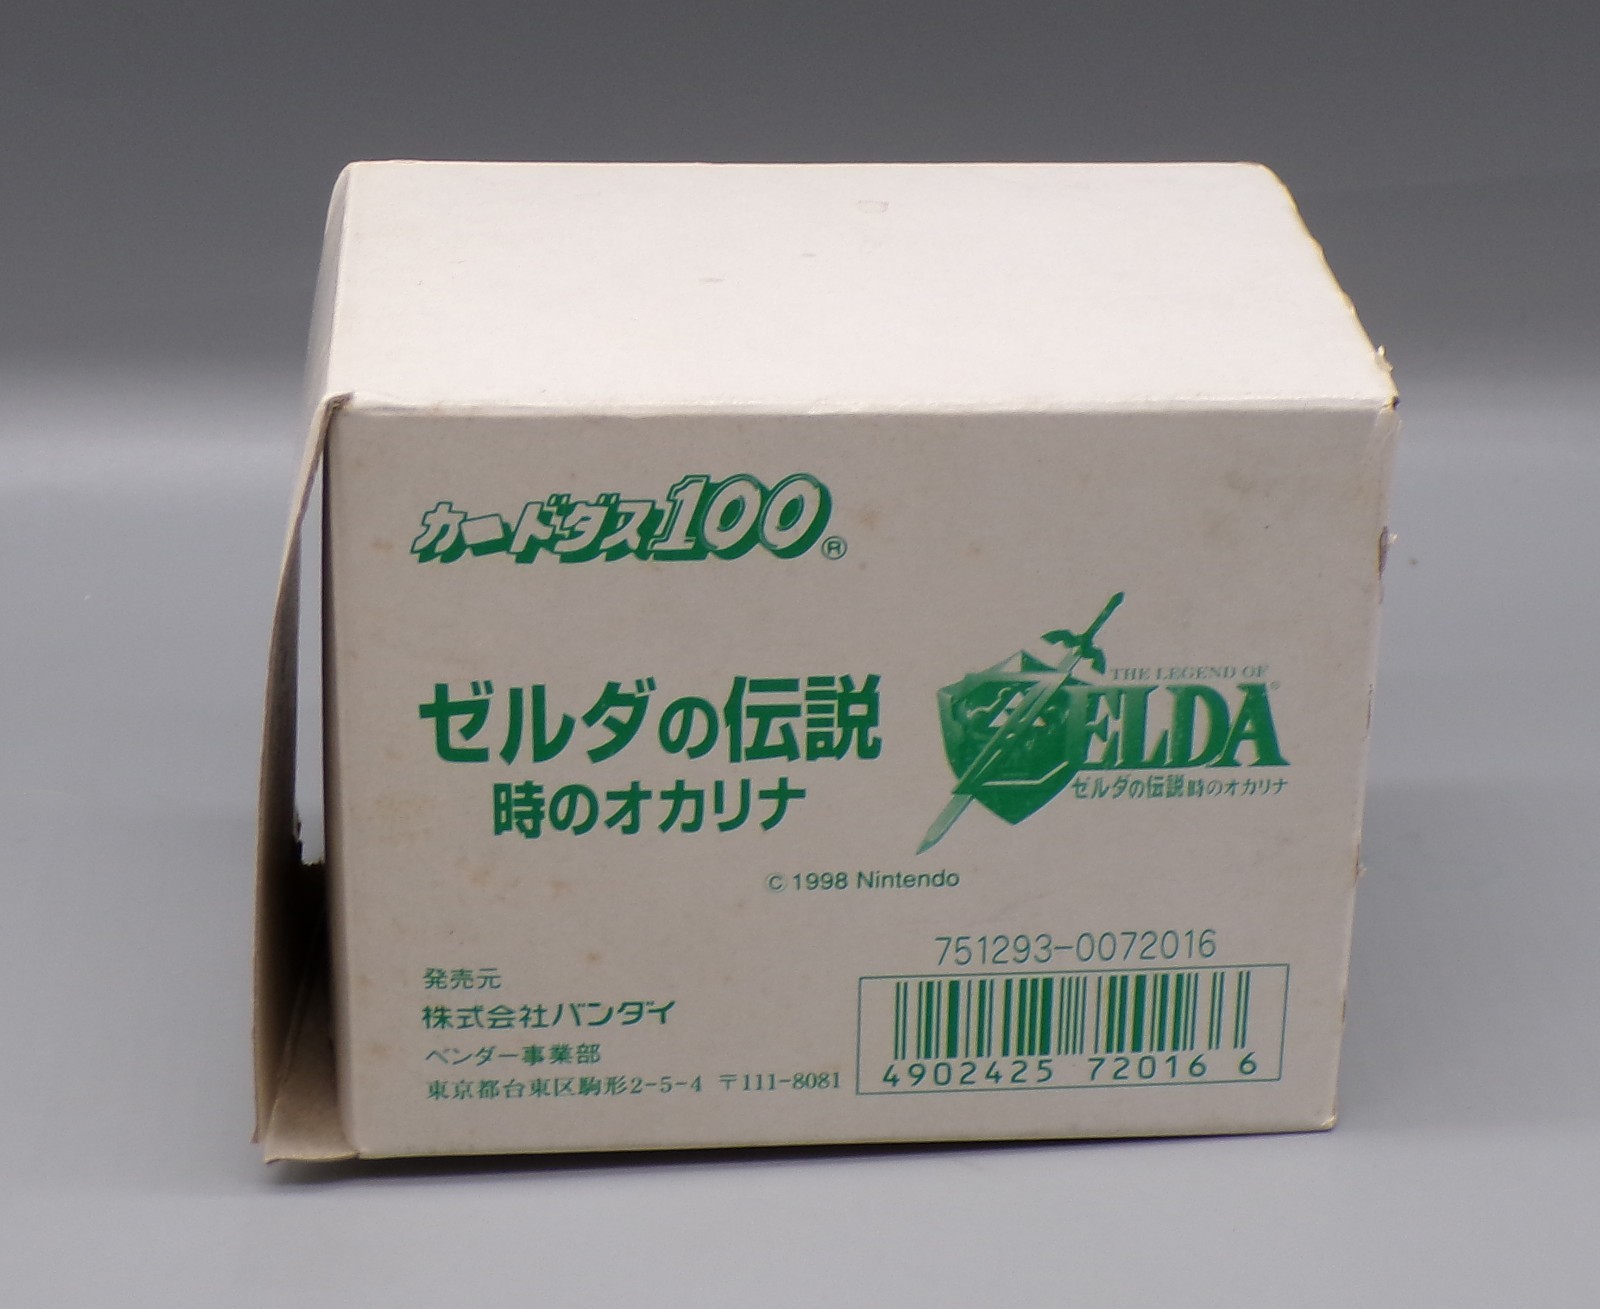 カードダス100®
ゼルダの伝説
時のオカリナ
THE LEGEND OF
ZELDA®
ゼルダの伝説 時のオカリナ
©1998 Nintendo
751293-0072016
4902425 72016 6
発売元
株式会社バンダイ
ベンダー事業部
東京都台東区駒形2-5-4 〒111-8081